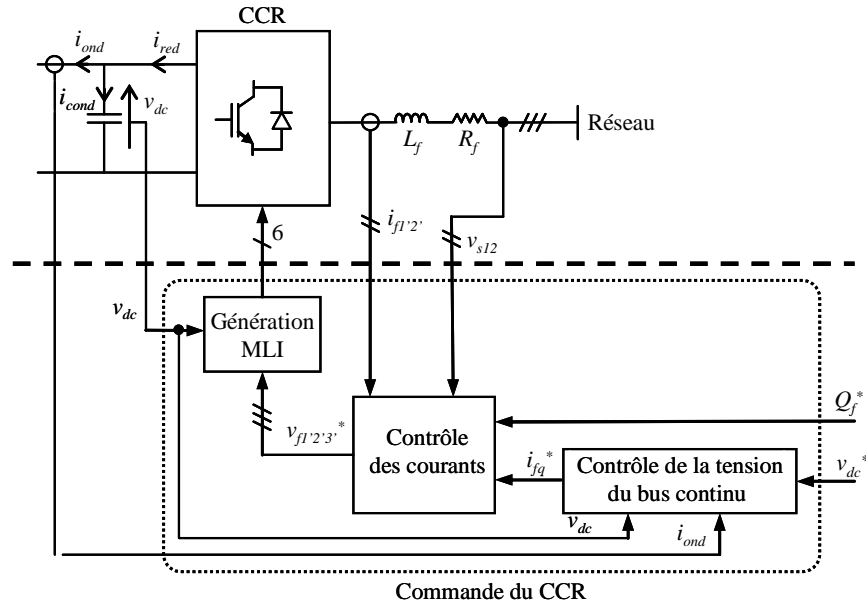 CCR
i_ond
i_red
i_cond
v_dc
L_f
R_f
Réseau
6
i_f1'2'
v_s12
v_dc
Génération
MLI
v_f1'2'3'*
Contrôle
des courants
Q_f*
i_fq*
Contrôle de la tension
du bus continu
v_dc*
v_dc
i_ond
Commande du CCR